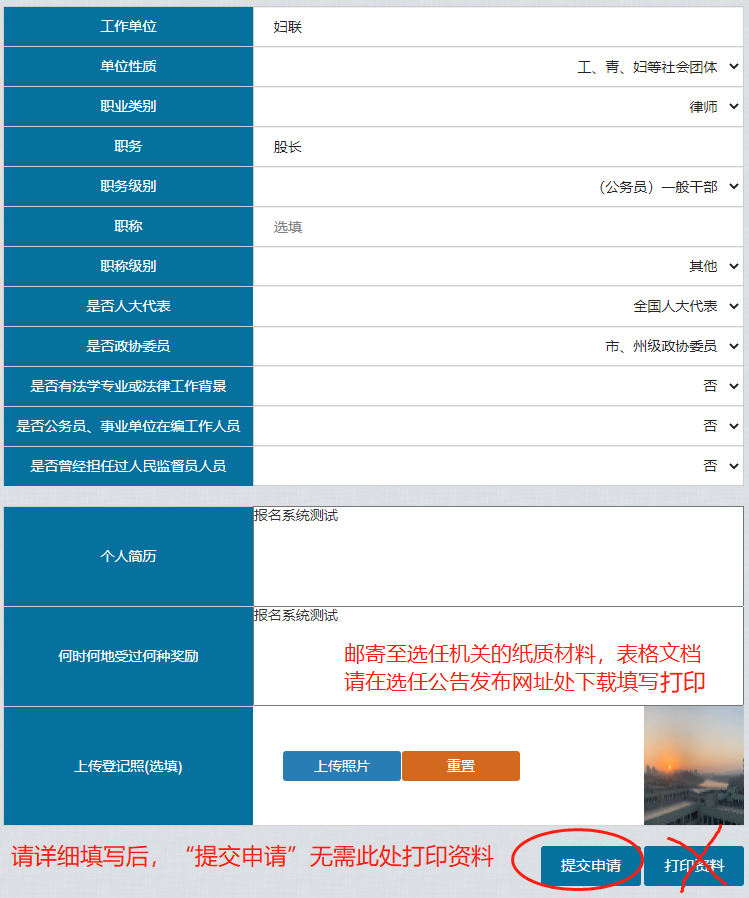 工作单位 妇联
单位性质 工、青、妇等社会团体
职业类别 律师
职务 股长
职务级别 （公务员）一般干部
职称 选填
职称级别 其他
是否人大代表 全国人大代表
是否政协委员 市、州级政协委员
是否有法学专业或法律工作背景 否
是否公务员、事业单位在编工作人员 否
是否曾经担任过人民监督员人员 否
个人简历 报名系统测试
何时何地受过何种奖励 报名系统测试
邮寄至选任机关的纸质材料，表格文档
请在选任公告发布网址处下载填写打印
上传登记照(选填) 上传照片 重置
请详细填写后，“提交申请”无需此处打印资料 提交申请 打印资料